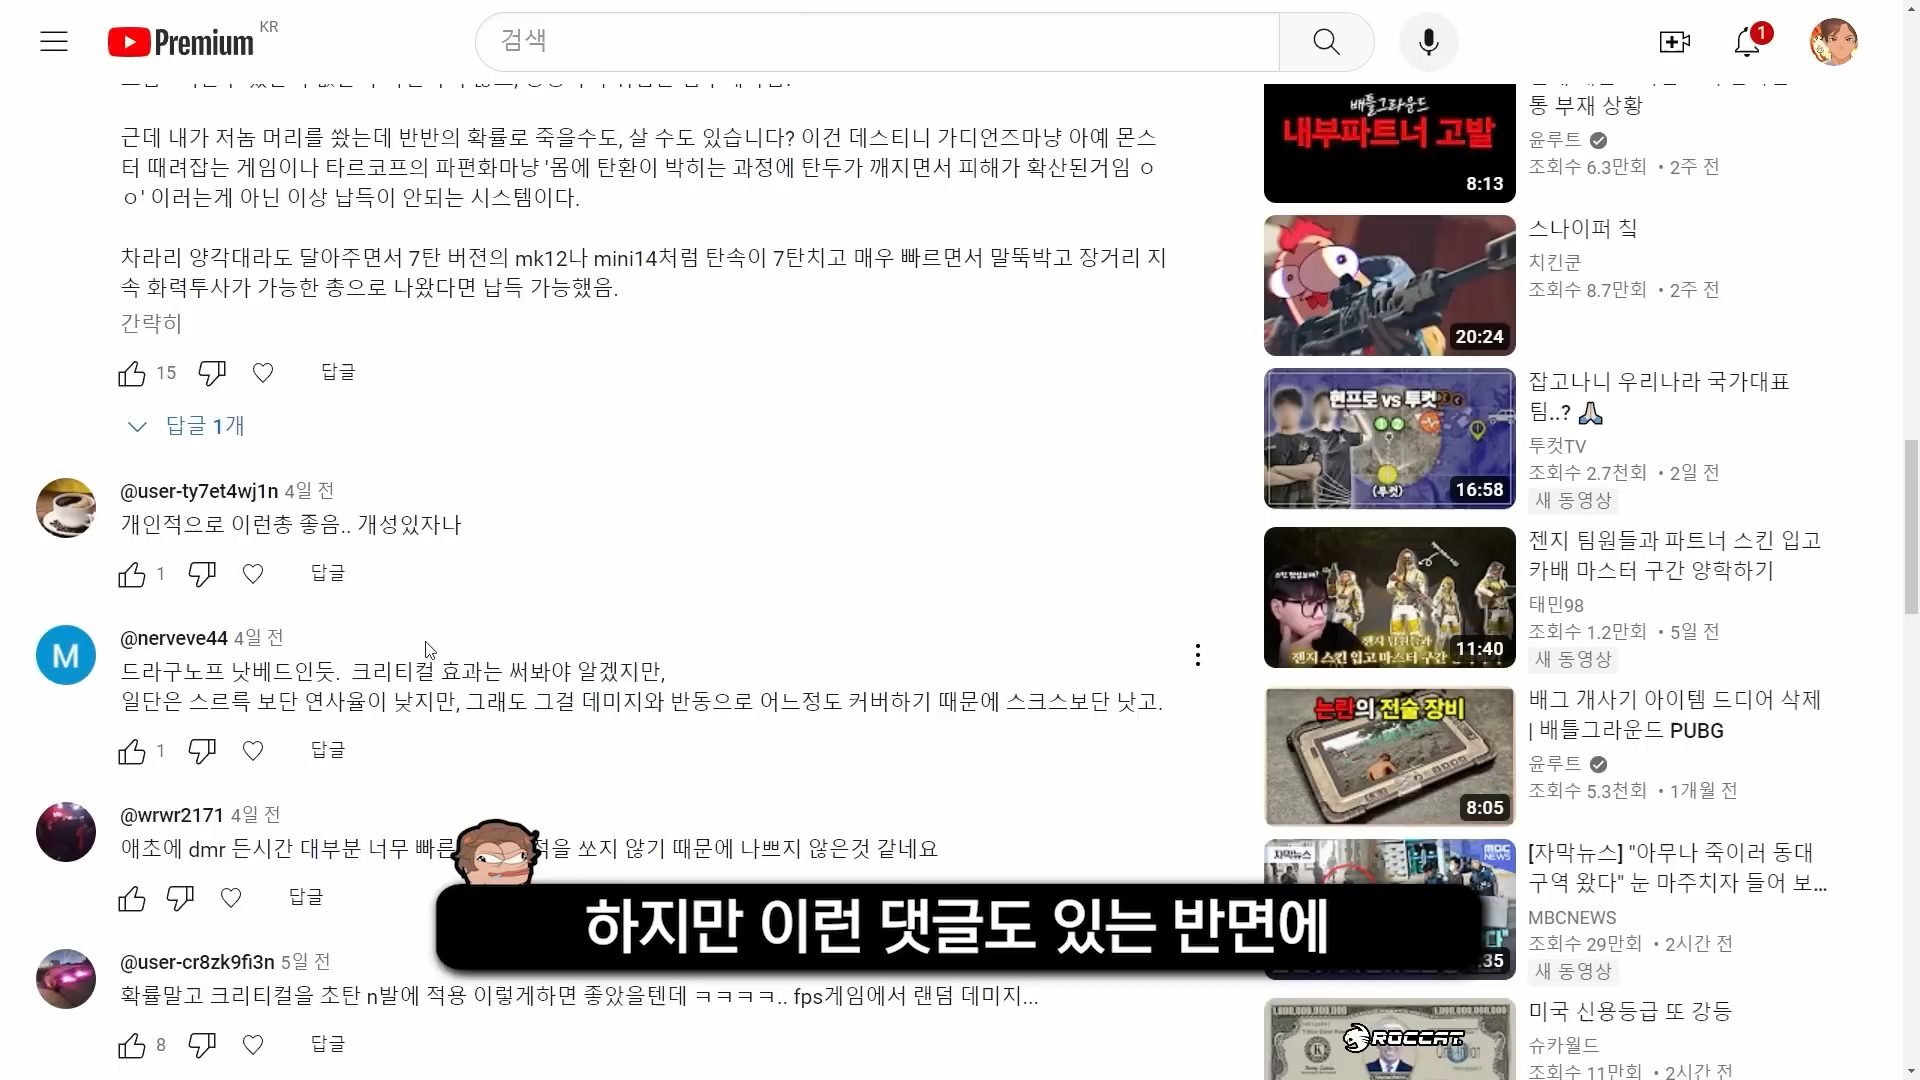 Premium
KR
검색
1
근데 내가 저놈 머리를 쐈는데 반반의 확률로 죽을수도, 살 수도 있습니다? 이건 데스티니 가디언즈마냥 아예 몬스
터 때려잡는 게임이나 타르코프의 파편화마냥 '몸에 탄환이 박히는 과정에 탄두가 깨지면서 피해가 확산된거임 ㅇ
ㅇ' 이러는게 아닌 이상 납득이 안되는 시스템이다.
차라리 양각대라도 달아주면서 7탄 버젼의 mk12나 mini14처럼 탄속이 7탄치고 매우 빠르면서 말뚝박고 장거리 지
속 화력투사가 가능한 총으로 나왔다면 납득 가능했음.
간략히
15
답글
답글 1개
@user-ty7et4wj1n 4일 전
개인적으로 이런총 좋음.. 개성있자나
1
답글
M
@nerveve44 4일 전
드라구노프 낫베드인듯. 크리티컬 효과는 써봐야 알겠지만,
일단은 스르륵 보단 연사율이 낮지만, 그래도 그걸 데미지와 반동으로 어느정도 커버하기 때문에 스크스보단 낫고.
1
답글
@wrwr2171 4일 전
애초에 dmr 든시간 대부분 너무 빠른 적을 쏘지 않기 때문에 나쁘지 않은것 같네요
답글
하지만 이런 댓글도 있는 반면에
@user-cr8zk9fi3n 5일 전
확률말고 크리티컬을 초탄 n발에 적용 이렇게하면 좋았을텐데 ㅋㅋㅋㅋ.. fps게임에서 랜덤 데미지...
8
답글
배틀그라운드
내부파트너 고발
8:13
통 부재 상황
윤루트
조회수 6.3만회 • 2주 전
20:24
스나이퍼 칰
치킨쿤
조회수 8.7만회 • 2주 전
현프로 vs 투컷
(투컷)
16:58
잡고나니 우리나라 국가대표
팀..? 🙏
투컷TV
조회수 2.7천회 • 2일 전
새 동영상
젠지 팀원들과
젠지 스킨 입고 마스터 구간
11:40
젠지 팀원들과 파트너 스킨 입고
카배 마스터 구간 양학하기
태민98
조회수 1.2만회 • 5일 전
새 동영상
논란의 전술 장비
8:05
배그 개사기 아이템 드디어 삭제
| 배틀그라운드 PUBG
윤루트
조회수 5.3천회 • 1개월 전
자막뉴스
MBC
NEWS
:35
[자막뉴스] "아무나 죽이러 동대
구역 왔다" 눈 마주치자 들어 보...
MBCNEWS
조회수 29만회 • 2시간 전
새 동영상
ROCCAT
미국 신용등급 또 강등
슈카월드
조회수 11만회 • 2시간 전